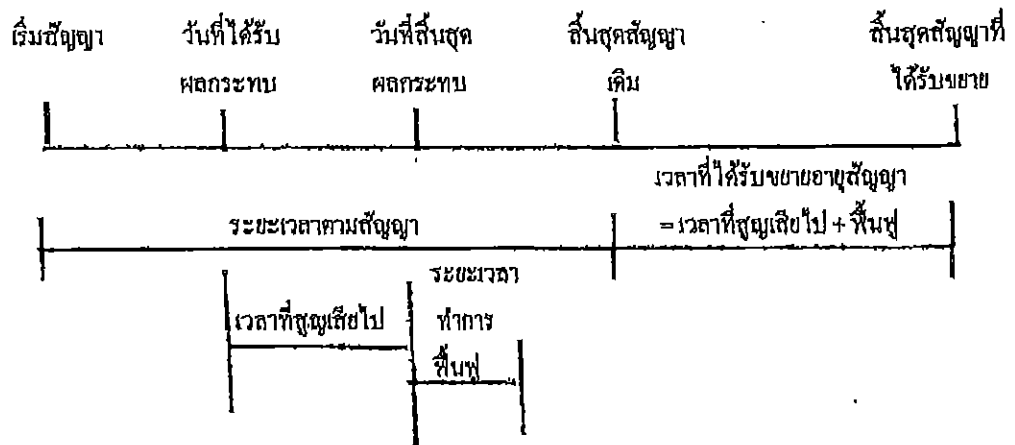 เริ่มสัญญา วันที่ได้รับ วันที่สิ้นสุด สิ้นสุดสัญญา สิ้นสุดสัญญาที่
ผลกระทบ ผลกระทบ เดิม ได้รับขยาย
เวลาที่ได้รับขยายอายุสัญญา
ระยะเวลาตามสัญญา = เวลาที่สูญเสียไป + ฟื้นฟู
ระยะเวลา
เวลาที่สูญเสียไป ทำการ
ฟื้นฟู